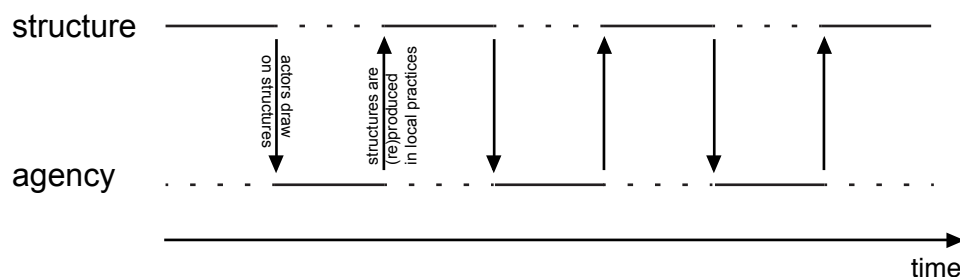 structure
actors draw
on structures
structures are
(re)produced
in local practices
agency
time